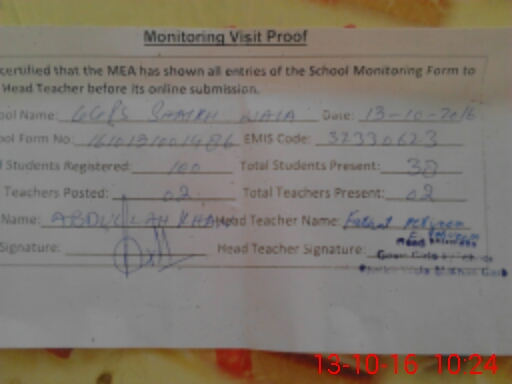 Monitoring Visit Proof
certified that the MEA has shown all entries of the School Monitoring Form to
Head Teacher before its online submission.
ool Name: GGPS SHAIKH WALA Date: 13-10-2016
ool Form No: EMIS Code: 32330623
l Students Registered: 100 Total Students Present: 30
Teachers Posted: 02 Total Teachers Present: 02
Name: ABDULLAH KHAN Head Teacher Name:
Signature: Head Teacher Signature:
13-10-16 10:24